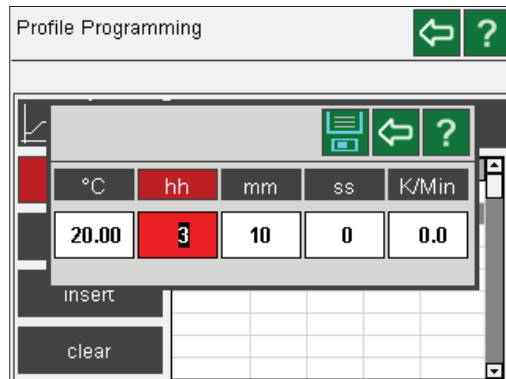 Profile Programming
?
?
°C hh mm ss K/Min
20.00 3 10 0 0.0
insert
clear